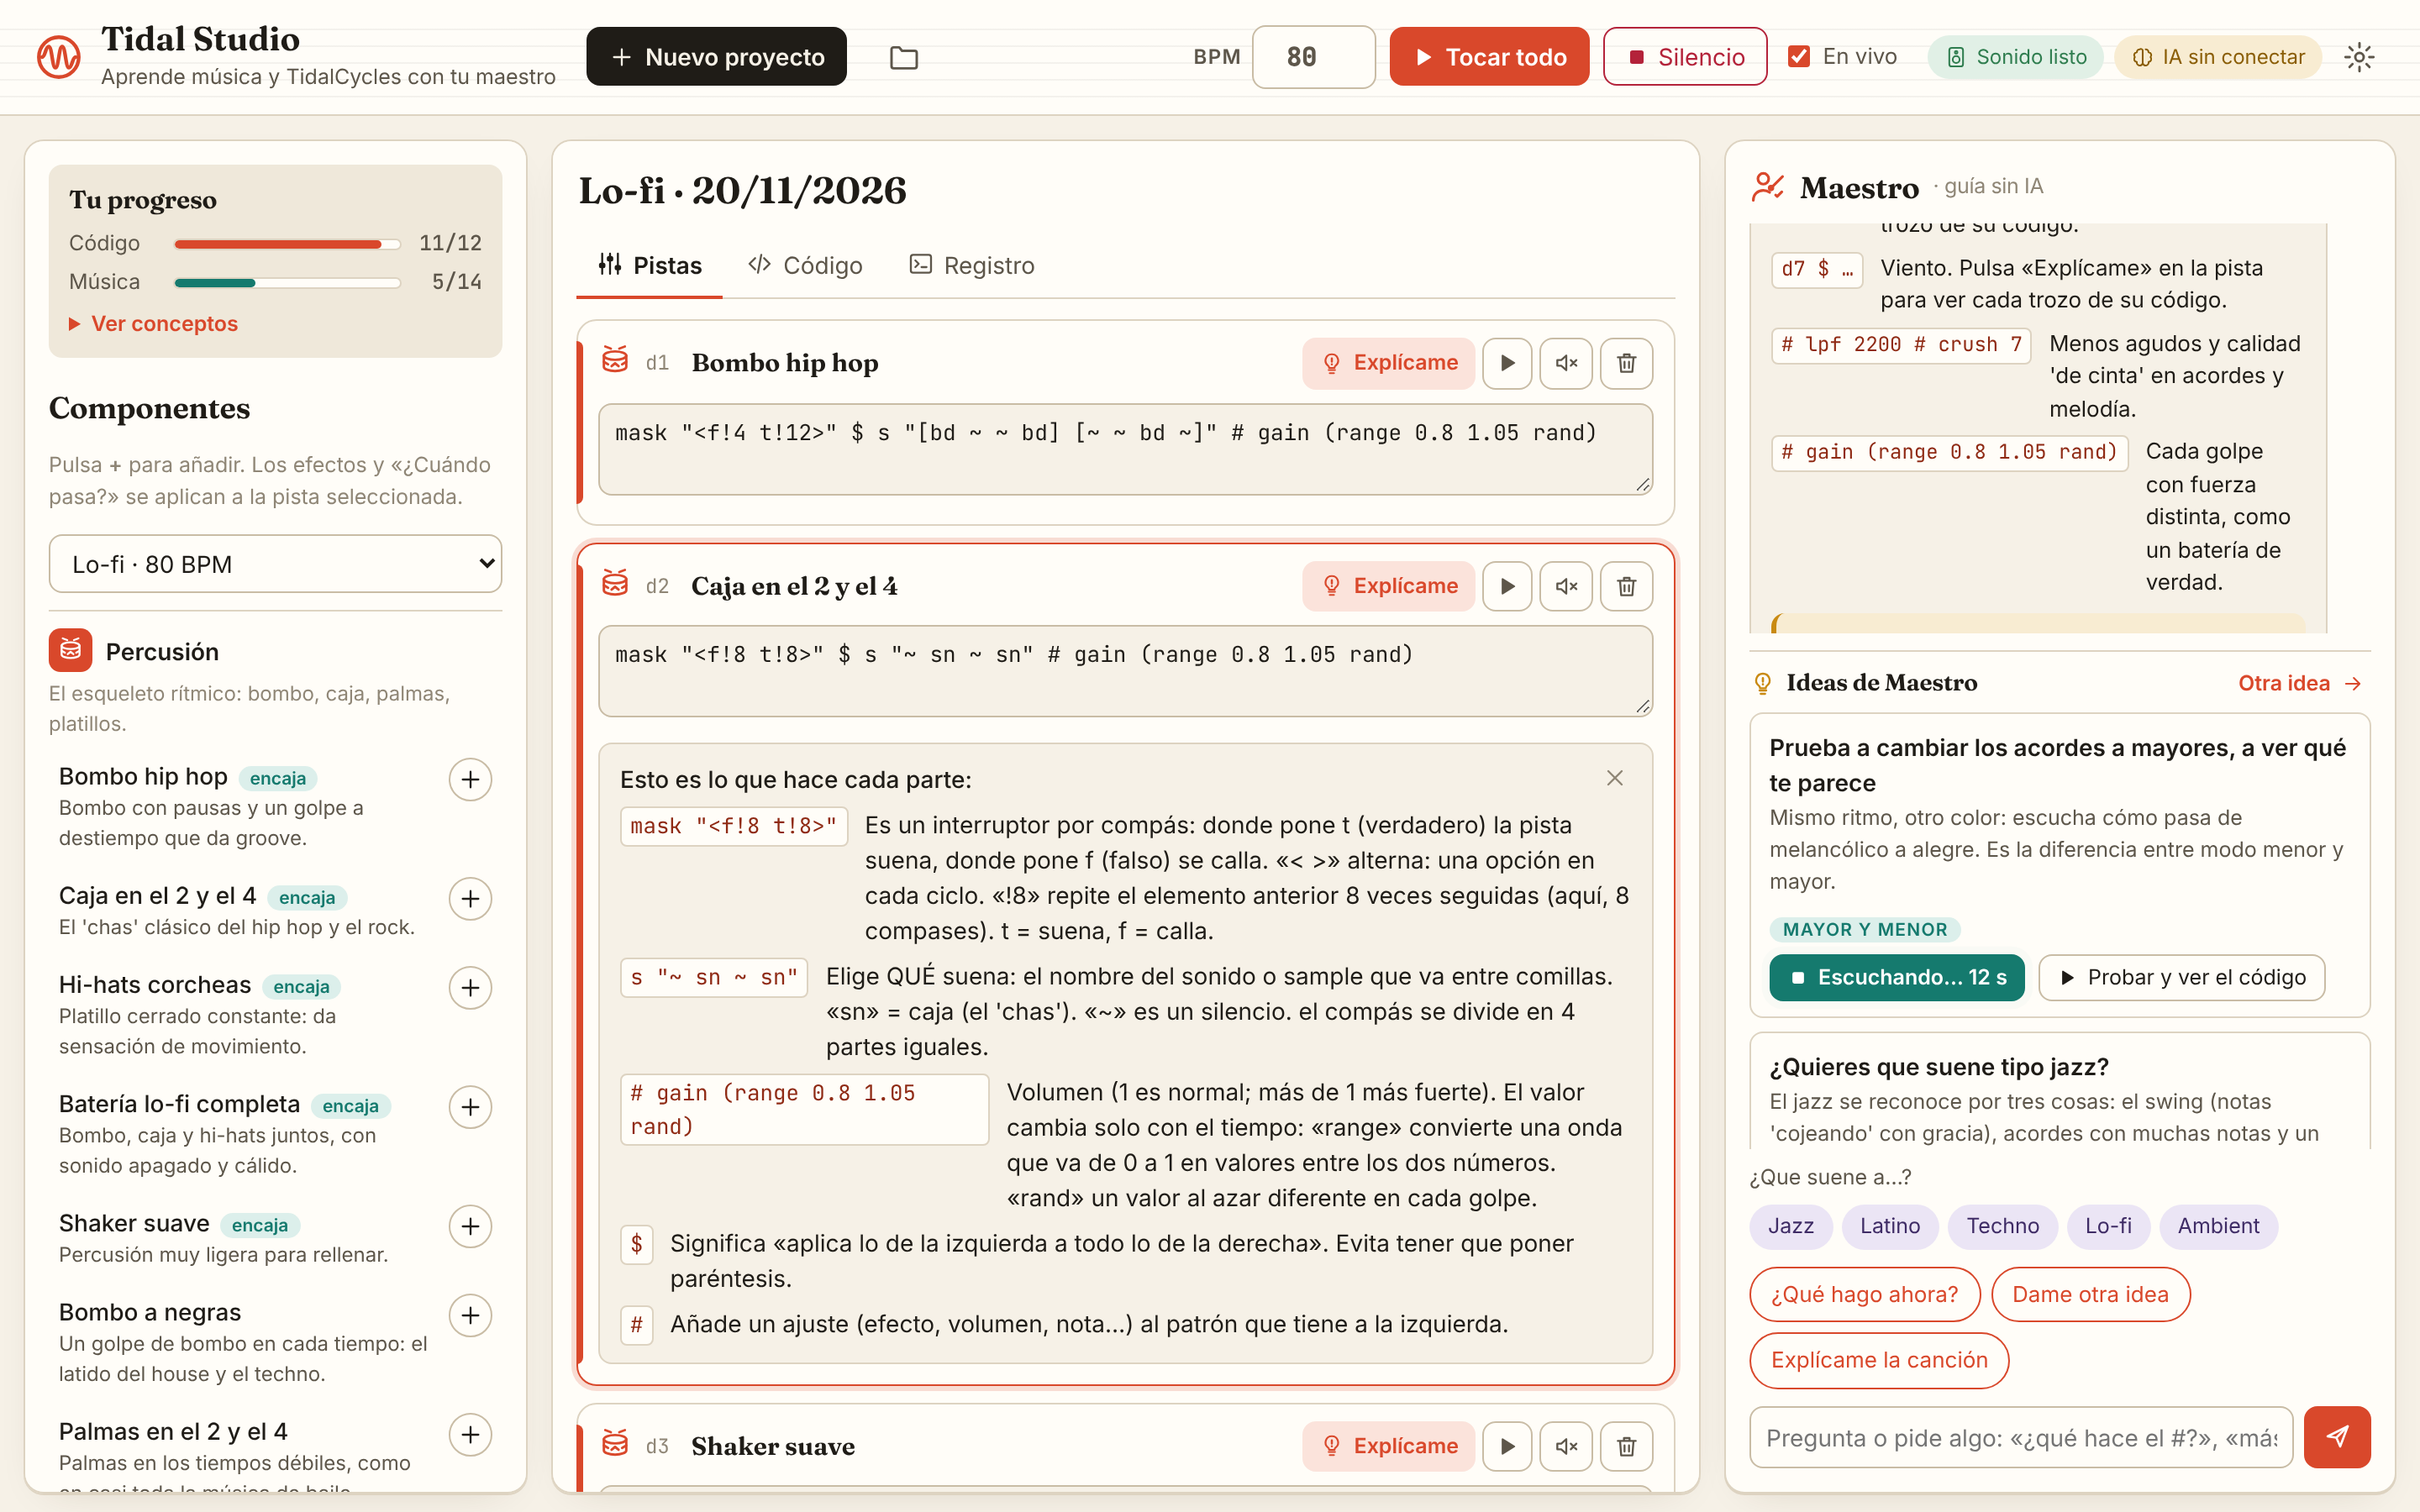 Tidal Studio
Aprende música y TidalCycles con tu maestro
Nuevo proyecto
BPM
80
Tocar todo
Silencio
En vivo
Sonido listo
IA sin conectar
Tu progreso
Código
11/12
Música
5/14
Ver conceptos
Componentes
Pulsa + para añadir. Los efectos y «¿Cuándo
pasa?» se aplican a la pista seleccionada.
Lo-fi · 80 BPM
Percusión
El esqueleto rítmico: bombo, caja, palmas,
platillos.
Bombo hip hop encaja
Bombo con pausas y un golpe a
destiempo que da groove.
Caja en el 2 y el 4 encaja
El 'chas' clásico del hip hop y el rock.
Hi-hats corcheas encaja
Platillo cerrado constante: da
sensación de movimiento.
Batería lo-fi completa encaja
Bombo, caja y hi-hats juntos, con
sonido apagado y cálido.
Shaker suave encaja
Percusión muy ligera para rellenar.
Bombo a negras
Un golpe de bombo en cada tiempo: el
latido del house y el techno.
Palmas en el 2 y el 4
Palmas en los tiempos débiles, como
en casi toda la música de baile.
Lo-fi · 20/11/2026
Pistas
Código
Registro
d1 Bombo hip hop
Explícame
mask "<f!4 t!12>" $ s "[bd ~ ~ bd] [~ ~ bd ~]" # gain (range 0.8 1.05 rand)
d2 Caja en el 2 y el 4
Explícame
mask "<f!8 t!8>" $ s "~ sn ~ sn" # gain (range 0.8 1.05 rand)
Esto es lo que hace cada parte:
mask "<f!8 t!8>" Es un interruptor por compás: donde pone t (verdadero) la pista
suena, donde pone f (falso) se calla. «< >» alterna: una opción en
cada ciclo. «!8» repite el elemento anterior 8 veces seguidas (aquí, 8
compases). t = suena, f = calla.
s "~ sn ~ sn" Elige QUÉ suena: el nombre del sonido o sample que va entre comillas.
«sn» = caja (el 'chas'). «~» es un silencio. el compás se divide en 4
partes iguales.
# gain (range 0.8 1.05
rand)
Volumen (1 es normal; más de 1 más fuerte). El valor
cambia solo con el tiempo: «range» convierte una onda
que va de 0 a 1 en valores entre los dos números.
«rand» un valor al azar diferente en cada golpe.
$ Significa «aplica lo de la izquierda a todo lo de la derecha». Evita tener que poner
paréntesis.
# Añade un ajuste (efecto, volumen, nota…) al patrón que tiene a la izquierda.
d3 Shaker suave
Explícame
Maestro · guía sin IA
trozo de su código.
d7 $ … Viento. Pulsa «Explícame» en la pista
para ver cada trozo de su código.
# lpf 2200 # crush 7 Menos agudos y calidad
'de cinta' en acordes y
melodía.
# gain (range 0.8 1.05 rand) Cada golpe
con fuerza
distinta, como
un batería de
verdad.
Ideas de Maestro
Otra idea →
Prueba a cambiar los acordes a mayores, a ver qué
te parece
Mismo ritmo, otro color: escucha cómo pasa de
melancólico a alegre. Es la diferencia entre modo menor y
mayor.
MAYOR Y MENOR
Escuchando… 12 s
Probar y ver el código
¿Quieres que suene tipo jazz?
El jazz se reconoce por tres cosas: el swing (notas
'cojeando' con gracia), acordes con muchas notas y un
¿Que suene a…?
Jazz
Latino
Techno
Lo-fi
Ambient
¿Qué hago ahora?
Dame otra idea
Explícame la canción
Pregunta o pide algo: «¿qué hace el #?», «más